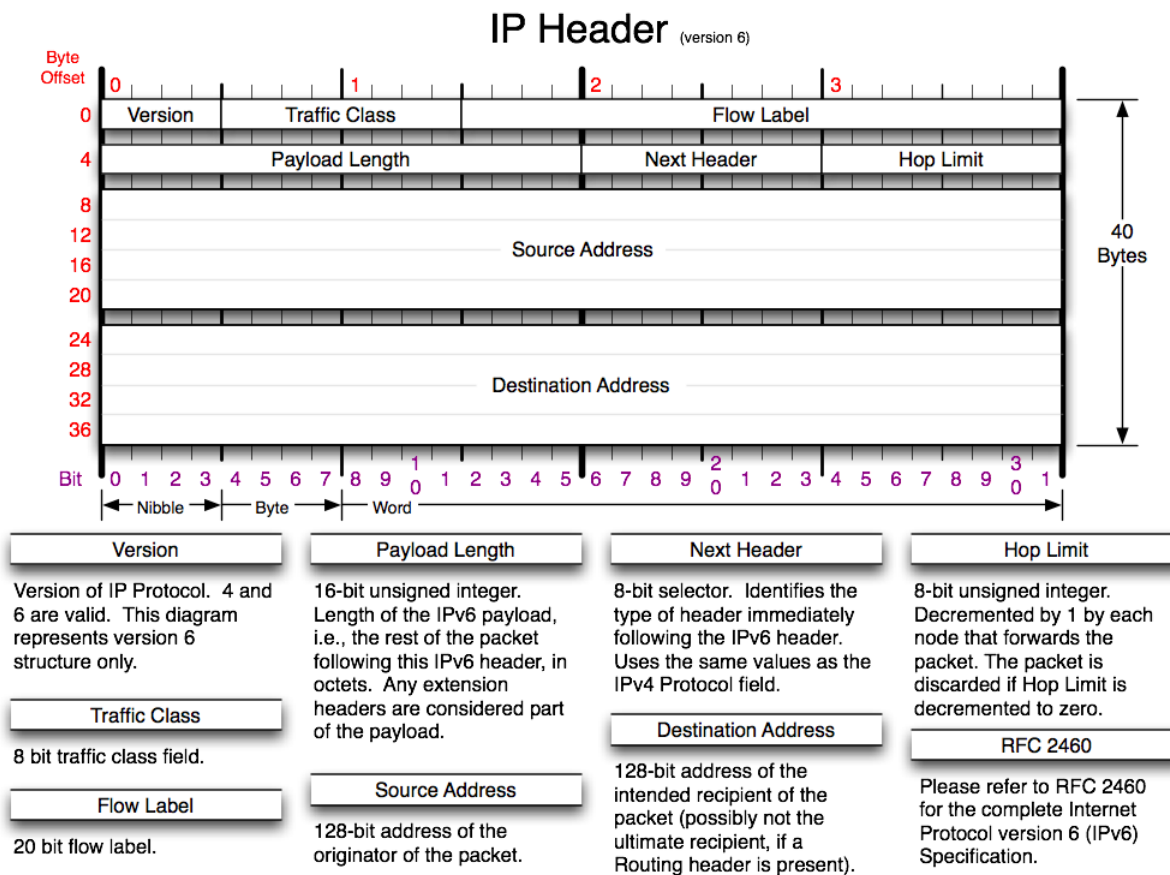 IP Header (version 6)
Byte
Offset
0 1 2 3
0 Version Traffic Class Flow Label
4 Payload Length Next Header Hop Limit
8
12
16
20
Source Address
24
28
32
36
Destination Address
40
Bytes
Bit 0 1 2 3 4 5 6 7 8 9 10 1 2 3 4 5 6 7 8 9 20 1 2 3 4 5 6 7 8 9 30 1
Nibble Byte Word
Version
Version of IP Protocol. 4 and
6 are valid. This diagram
represents version 6
structure only.
Traffic Class
8 bit traffic class field.
Flow Label
20 bit flow label.
Payload Length
16-bit unsigned integer.
Length of the IPv6 payload,
i.e., the rest of the packet
following this IPv6 header, in
octets. Any extension
headers are considered part
of the payload.
Source Address
128-bit address of the
originator of the packet.
Next Header
8-bit selector. Identifies the
type of header immediately
following the IPv6 header.
Uses the same values as the
IPv4 Protocol field.
Destination Address
128-bit address of the
intended recipient of the
packet (possibly not the
ultimate recipient, if a
Routing header is present).
Hop Limit
8-bit unsigned integer.
Decremented by 1 by each
node that forwards the
packet. The packet is
discarded if Hop Limit is
decremented to zero.
RFC 2460
Please refer to RFC 2460
for the complete Internet
Protocol version 6 (IPv6)
Specification.